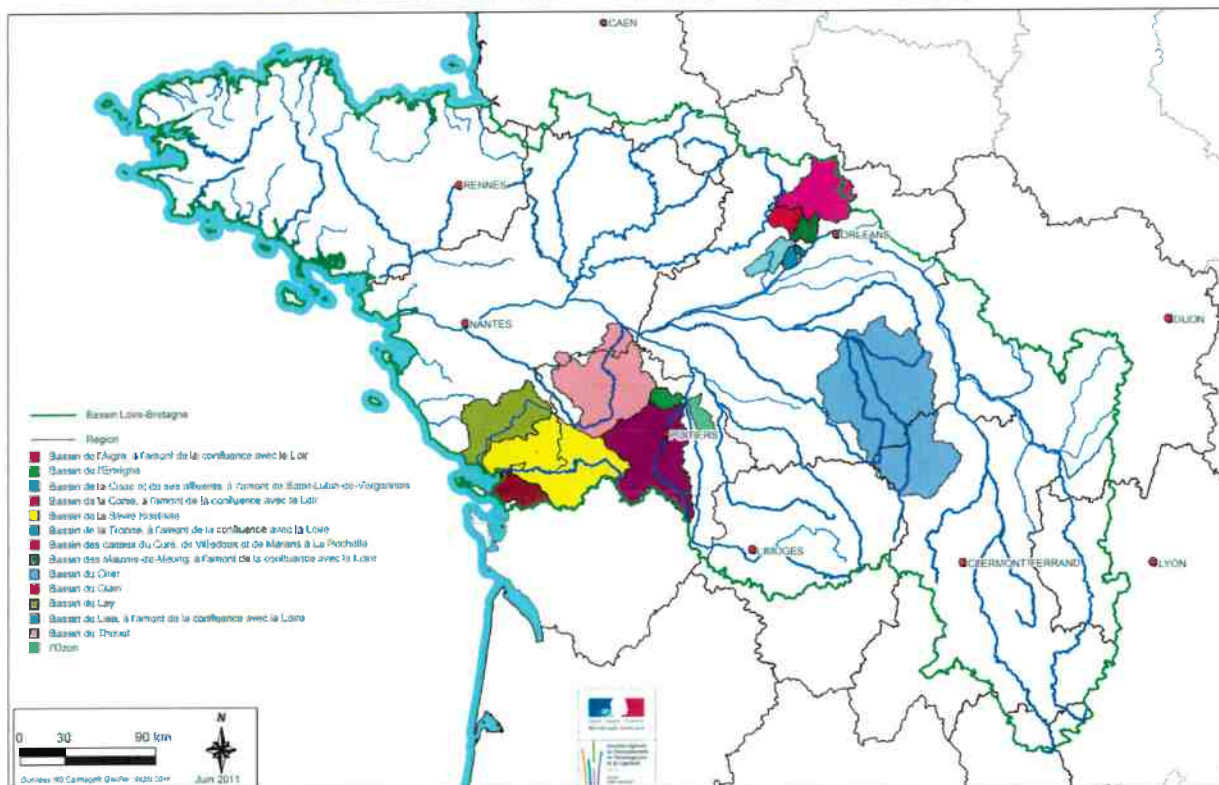 CAEN
RENNES
ORLEANS
NANTES
DIJON
POITIERS
LIMOGES
CLERMONT FERRAND
LYON
Bassin Loire-Bretagne
Région
Bassin de l'Aigre, à l'amont de la confluence avec le Loir
Bassin de l'Envigne
Bassin de la Cisse et de ses affluents, à l'amont de Saint-Lubin-de-Vergonnois
Bassin de la Conie, à l'amont de la confluence avec le Loir
Bassin de la Sèvre Niortaise
Bassin de la Tronne, à l'amont de la confluence avec la Loire
Bassin des canaux du Curé, de Villedoux et de Marans à La Rochelle
Bassin des Mauves-de-Meung, à l'amont de la confluence avec la Loire
Bassin du Cher
Bassin du Clain
Bassin du Lay
Bassin du Lien, à l'amont de la confluence avec la Loire
Bassin du Thouet
l'Ozon
0 30 90 km
N
Juin 2011